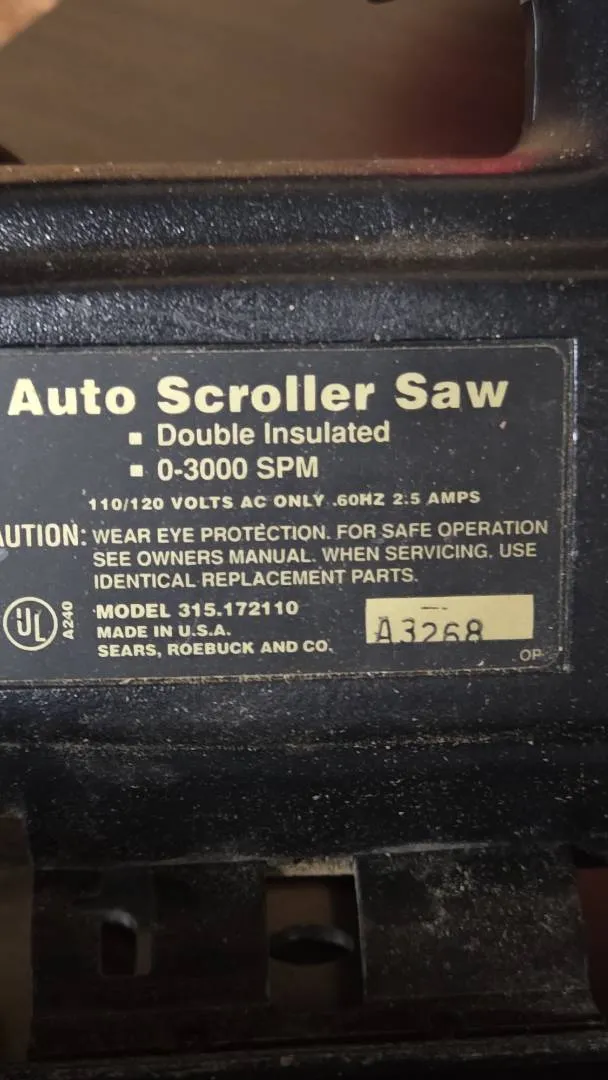 Auto Scroller Saw
▪ Double Insulated
▪ 0-3000 SPM
110/120 VOLTS AC ONLY .60HZ 2.5 AMPS
AUTION: WEAR EYE PROTECTION. FOR SAFE OPERATION
SEE OWNERS MANUAL. WHEN SERVICING, USE
IDENTICAL REPLACEMENT PARTS.
UL A240
MODEL 315.172110
MADE IN U.S.A.
SEARS, ROEBUCK AND CO.
A3268
OP